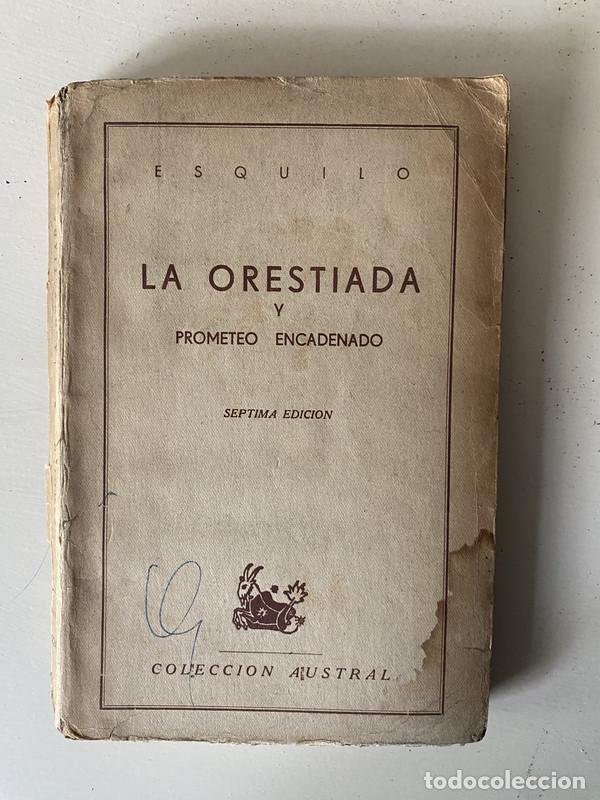 ESQUILO
LA ORESTIADA
Y
PROMETEO ENCADENADO
SEPTIMA EDICION
COLECCION AUSTRAL
todocoleccion